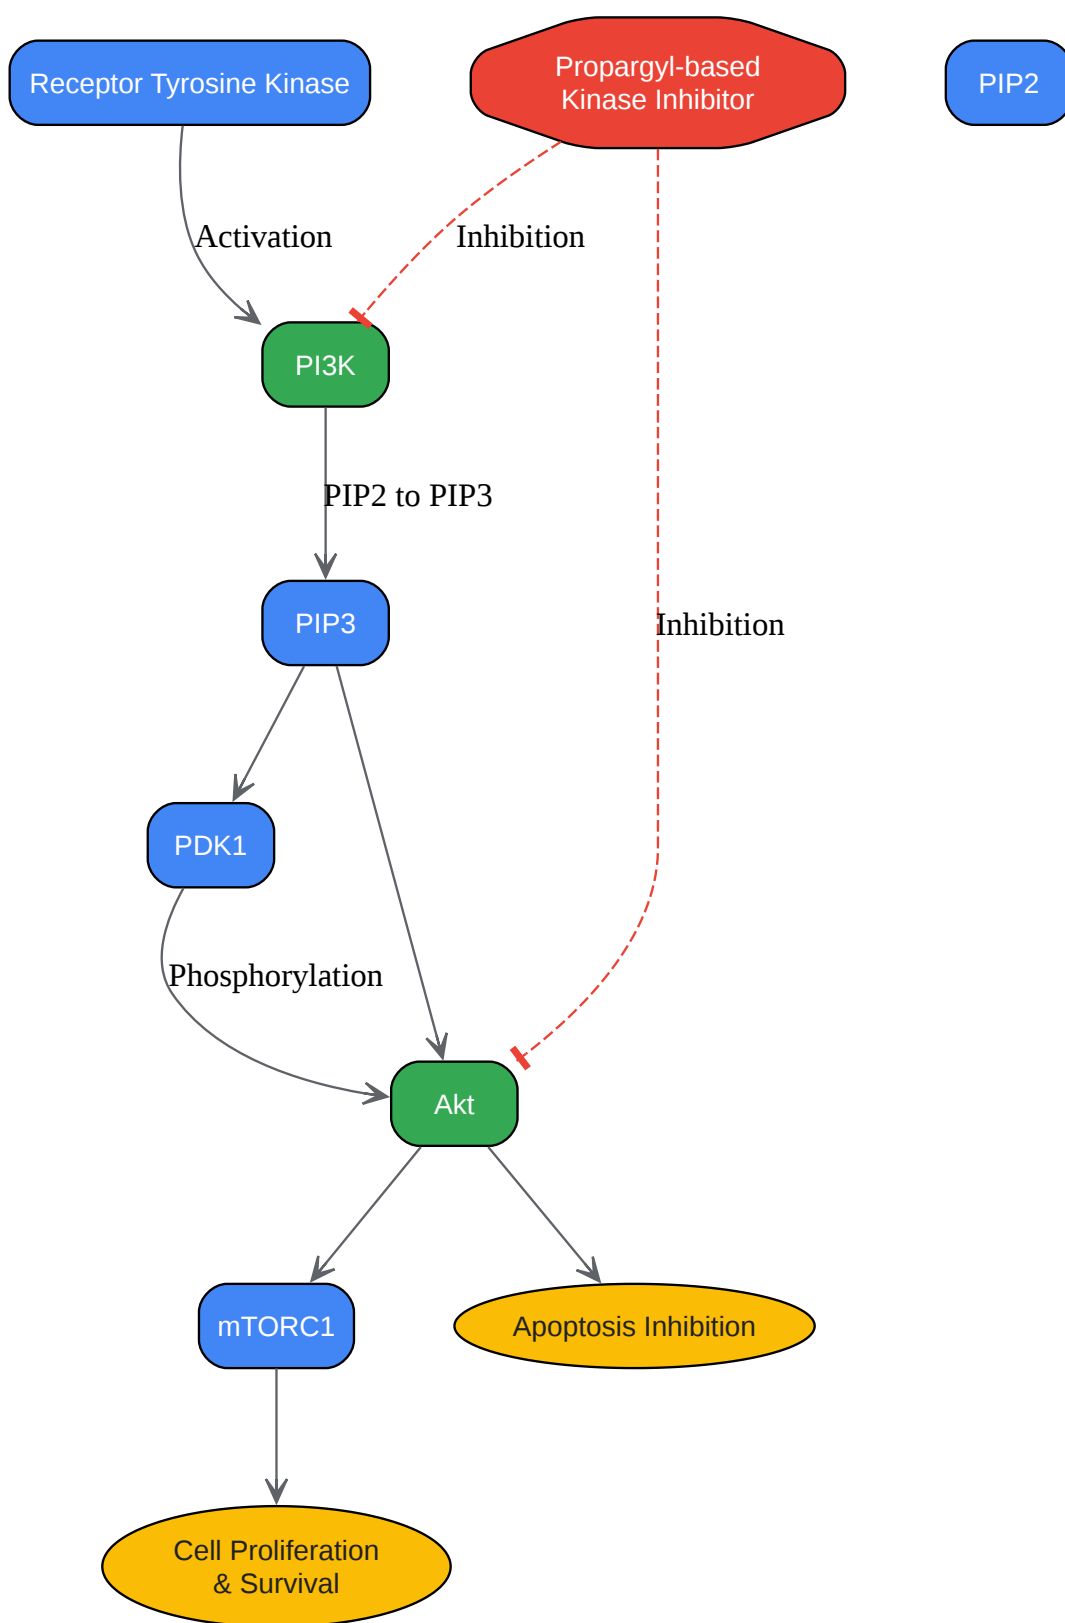 Receptor Tyrosine Kinase
Propargyl-based
Kinase Inhibitor
PIP2
Activation
Inhibition
PI3K
PIP2 to PIP3
PIP3
Inhibition
PDK1
Phosphorylation
Akt
mTORC1
Apoptosis Inhibition
Cell Proliferation
& Survival